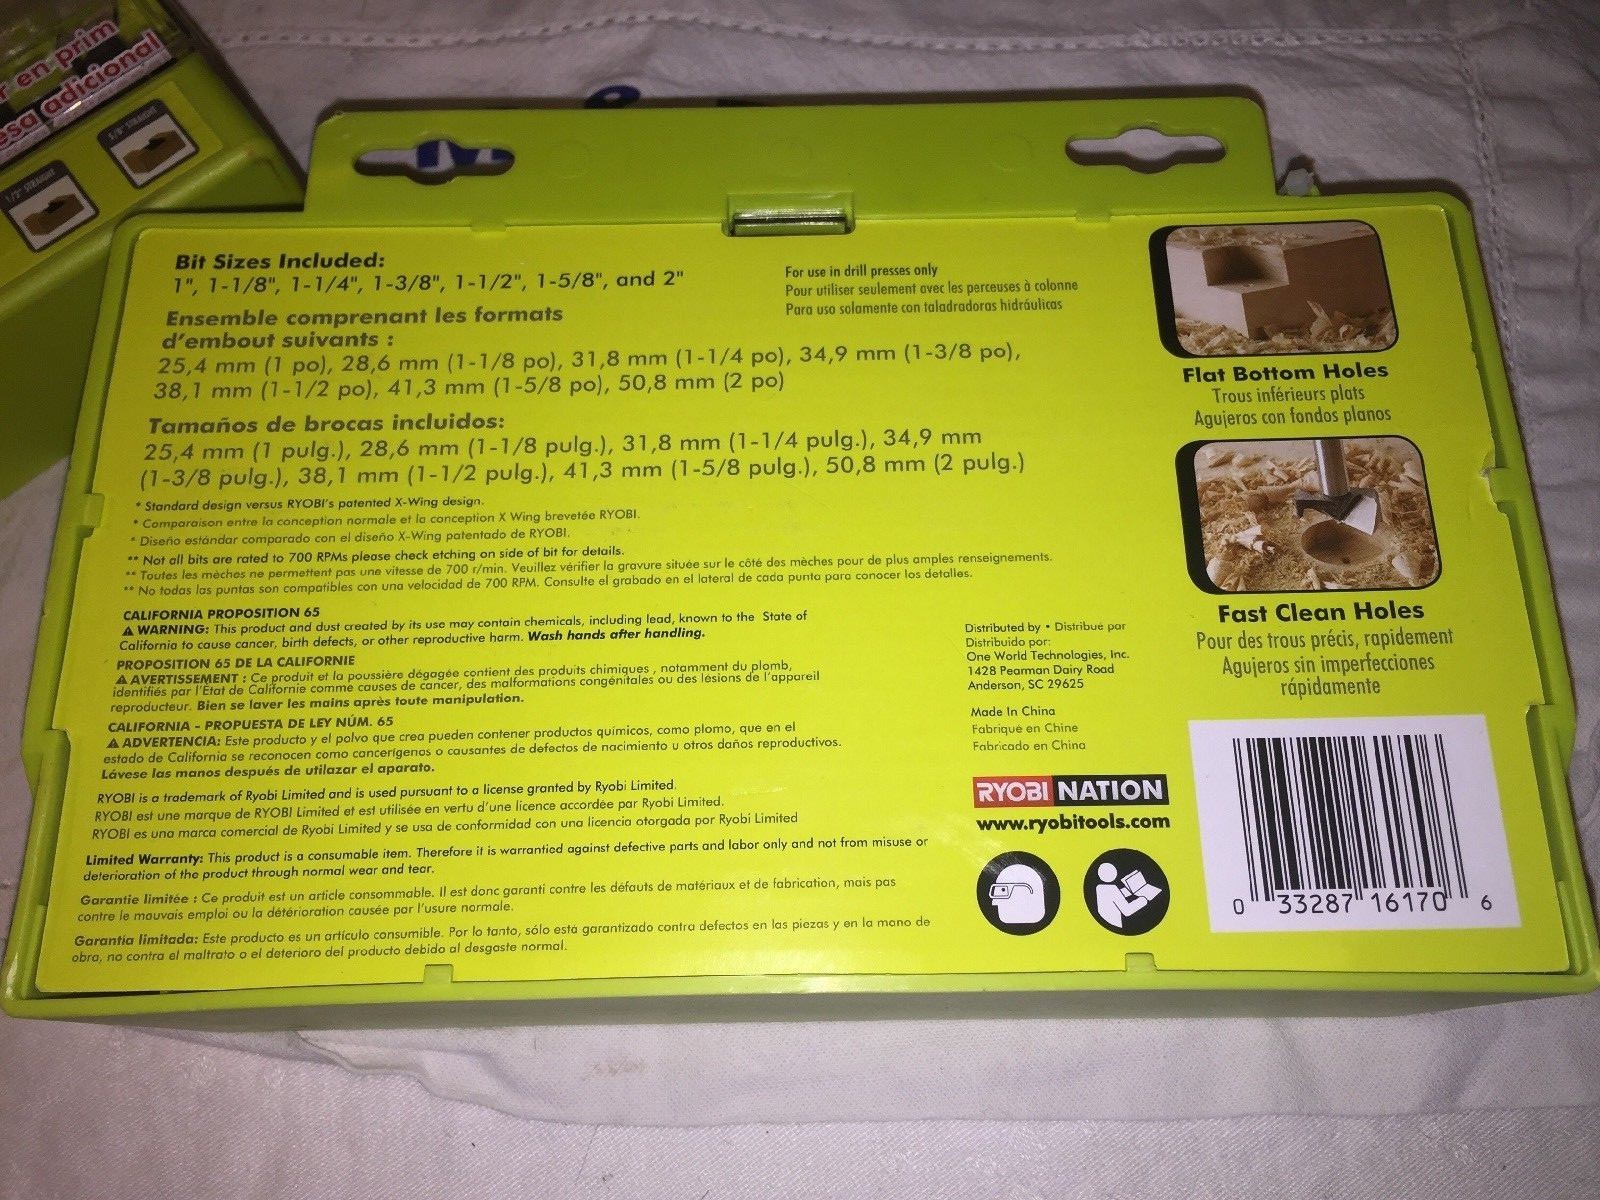 r en prim
esa adicional
1/2" STRAIGHT
5/8" STRAIGHT
Bit Sizes Included:
1", 1-1/8", 1-1/4", 1-3/8", 1-1/2", 1-5/8", and 2"
Ensemble comprenant les formats
d'embout suivants :
25,4 mm (1 po), 28,6 mm (1-1/8 po), 31,8 mm (1-1/4 po), 34,9 mm (1-3/8 po),
38,1 mm (1-1/2 po), 41,3 mm (1-5/8 po), 50,8 mm (2 po)
Tamaños de brocas incluidos:
25,4 mm (1 pulg.), 28,6 mm (1-1/8 pulg.), 31,8 mm (1-1/4 pulg.), 34,9 mm
(1-3/8 pulg.), 38,1 mm (1-1/2 pulg.), 41,3 mm (1-5/8 pulg.), 50,8 mm (2 pulg.)
* Standard design versus RYOBI's patented X-Wing design.
* Comparaison entre la conception normale et la conception X Wing brevetée RYOBI.
* Diseño estándar comparado con el diseño X-Wing patentado de RYOBI.
** Not all bits are rated to 700 RPMs please check etching on side of bit for details.
** Toutes les mèches ne permettent pas une vitesse de 700 r/min. Veuillez vérifier la gravure située sur le côté des mèches pour de plus amples renseignements.
** No todas las puntas son compatibles con una velocidad de 700 RPM. Consulte el grabado en el lateral de cada punta para conocer los detalles.
CALIFORNIA PROPOSITION 65
⚠ WARNING: This product and dust created by its use may contain chemicals, including lead, known to the State of
California to cause cancer, birth defects, or other reproductive harm. Wash hands after handling.
PROPOSITION 65 DE LA CALIFORNIE
⚠ AVERTISSEMENT : Ce produit et la poussière dégagée contient des produits chimiques , notamment du plomb,
identifiés par l'État de Californie comme causes de cancer, des malformations congénitales ou des lésions de l'appareil
reproducteur. Bien se laver les mains après toute manipulation.
CALIFORNIA - PROPUESTA DE LEY NÚM. 65
⚠ ADVERTENCIA: Este producto y el polvo que crea pueden contener productos químicos, como plomo, que en el
estado de California se reconocen como cancerígenos o causantes de defectos de nacimiento u otros daños reproductivos.
Lávese las manos después de utilazar el aparato.
RYOBI is a trademark of Ryobi Limited and is used pursuant to a license granted by Ryobi Limited.
RYOBI est une marque de RYOBI Limited et est utilisée en vertu d'une licence accordée par Ryobi Limited.
RYOBI es una marca comercial de Ryobi Limited y se usa de conformidad con una licencia otorgada por Ryobi Limited
Limited Warranty: This product is a consumable item. Therefore it is warrantied against defective parts and labor only and not from misuse or
deterioration of the product through normal wear and tear.
Garantie limitée : Ce produit est un article consommable. Il est donc garanti contre les défauts de matériaux et de fabrication, mais pas
contre le mauvais emploi ou la détérioration causée par l'usure normale.
Garantía limitada: Este producto es un artículo consumible. Por lo tanto, sólo está garantizado contra defectos en las piezas y en la mano de
obra, no contra el maltrato o el deterioro del producto debido al desgaste normal.
For use in drill presses only
Pour utiliser seulement avec les perceuses à colonne
Para uso solamente con taladradoras hidráulicas
Flat Bottom Holes
Trous inférieurs plats
Agujeros con fondos planos
Fast Clean Holes
Pour des trous précis, rapidement
Agujeros sin imperfecciones
rápidamente
Distributed by • Distribué par
Distribuido por:
One World Technologies, Inc.
1428 Pearman Dairy Road
Anderson, SC 29625
Made In China
Fabriqué en Chine
Fabricado en China
RYOBI NATION
www.ryobitools.com
0 33287 16170 6